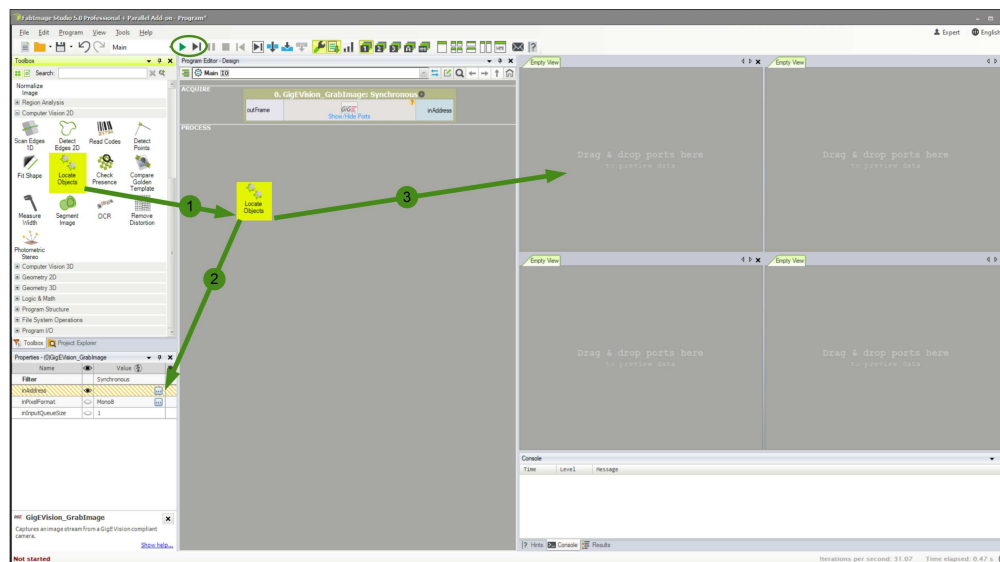 FabImage Studio 5.0 Professional + Parallel Add-on - Program*
File Edit Program View Tools Help
Main
Expert English
Toolbox
Search:
Normalize
Image
Region Analysis
Computer Vision 2D
Scan Edges
1D
Detect
Edges 2D
Read Codes
Detect
Points
Fit Shape
Locate
Objects
Check
Presence
Compare
Golden
Template
Measure
Width
Segment
Image
OCR
Remove
Distortion
Photometric
Stereo
Computer Vision 3D
Geometry 2D
Geometry 3D
Logic & Math
Program Structure
File System Operations
Program I/O
Toolbox Project Explorer
Properties - (0)GigEVision_GrabImage
Name Value
Filter Synchronous
inAddress
inPixelFormat Mono8
inInputQueueSize 1
GigEVision_GrabImage
Captures an image stream from a GigE Vision compliant
camera.
Show help...
Not started
Program Editor - Design
Main
ACQUIRE
0. GigEVision_GrabImage: Synchronous
outFrame
GIGE
?
inAddress
Show/Hide Ports
PROCESS
Locate
Objects
1
2
3
Empty View
Drag & drop ports here
to preview data
Empty View
Drag & drop ports here
to preview data
Empty View
Drag & drop ports here
to preview data
Empty View
Drag & drop ports here
to preview data
Console
Time Level Message
Hints Console Results
Iterations per second: 31.07 Time elapsed: 0.47 s